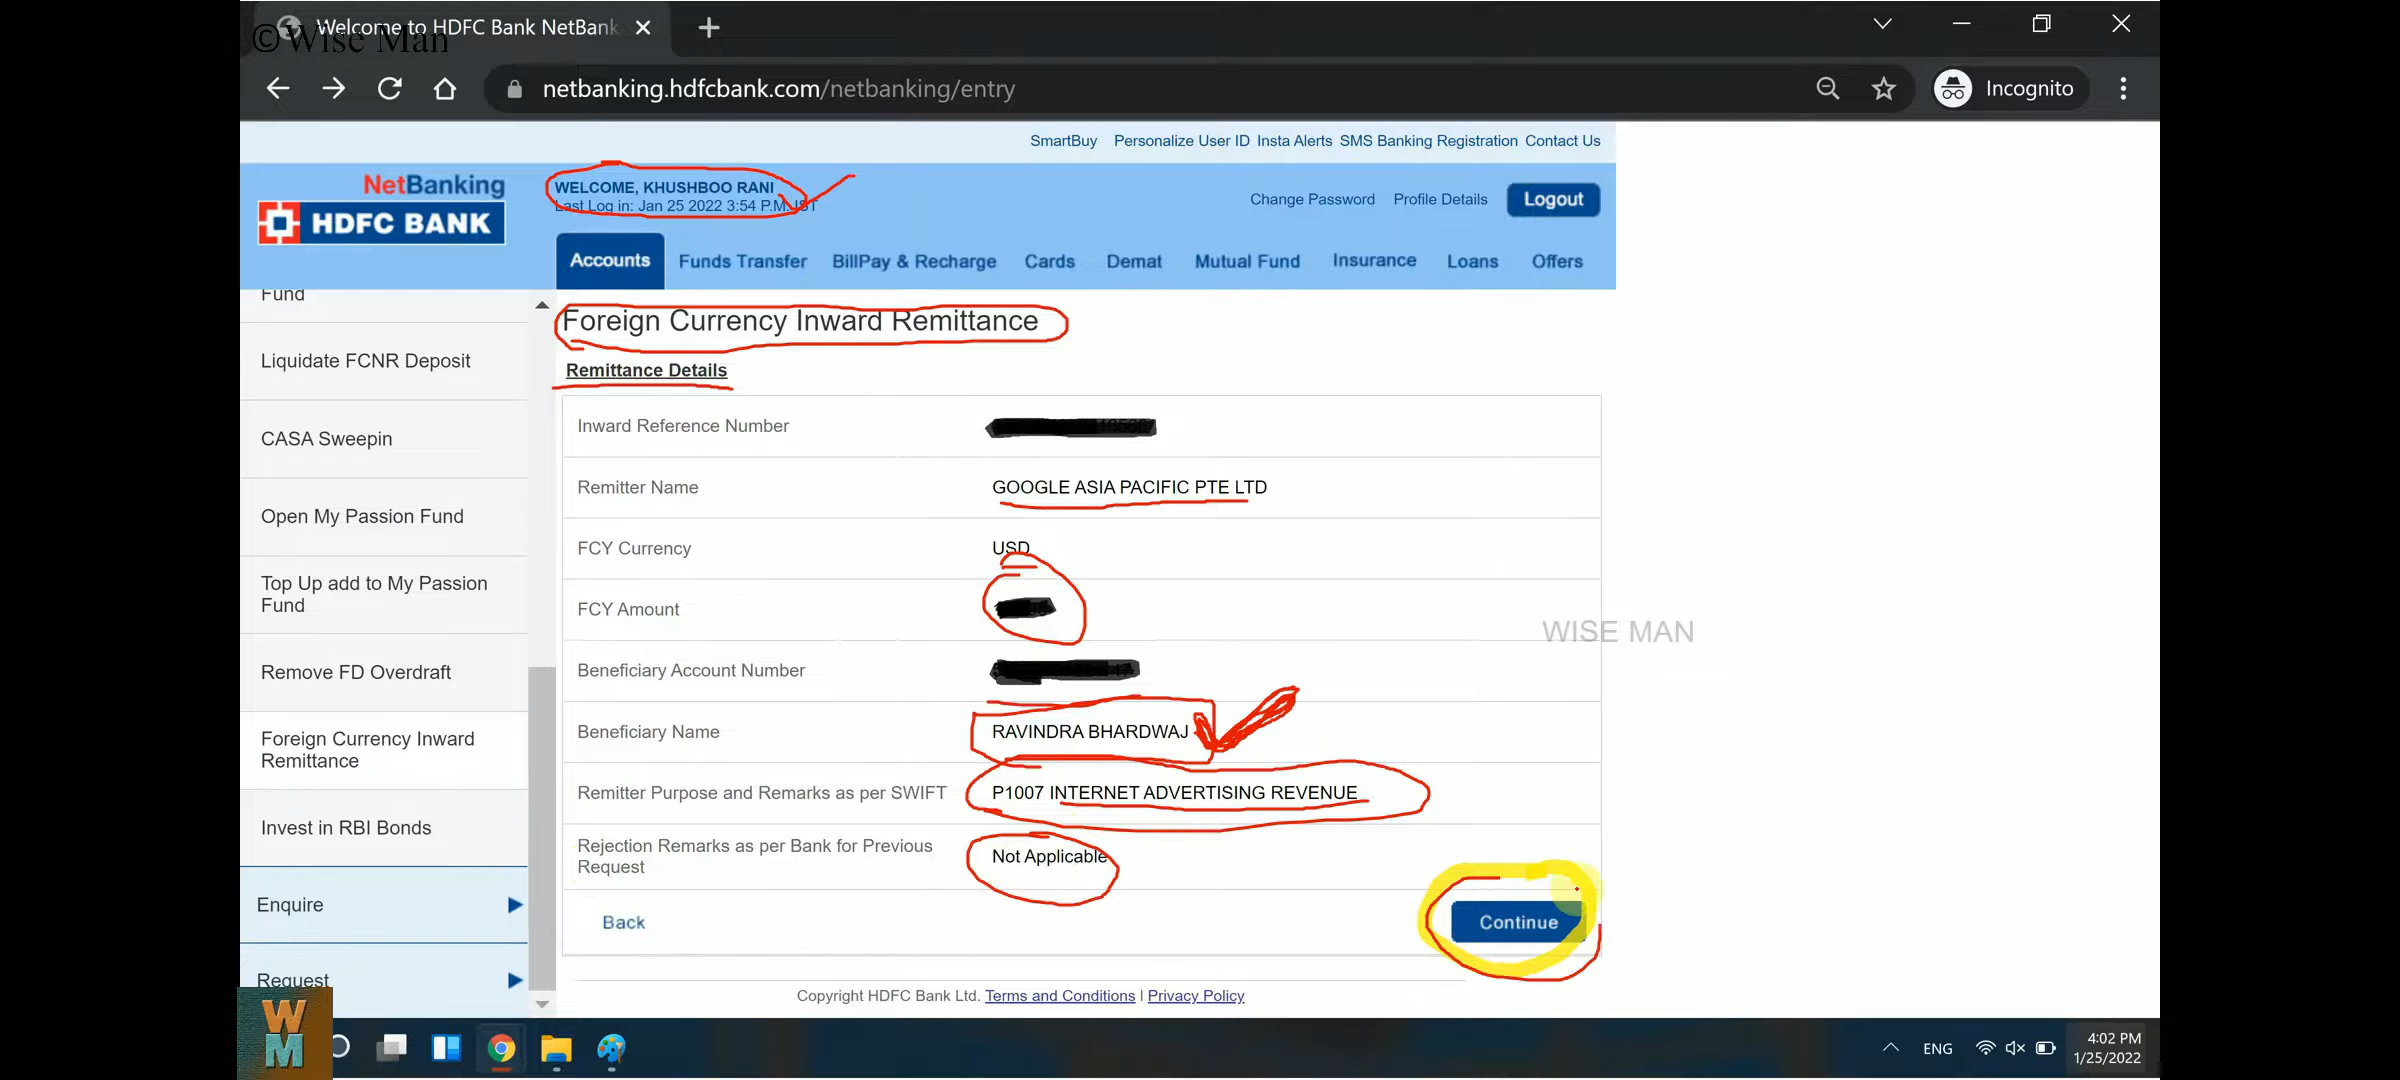 Welcome to HDFC Bank NetBank
©Wise Man
netbanking.hdfcbank.com/netbanking/entry
Incognito
SmartBuy Personalize User ID Insta Alerts SMS Banking Registration Contact Us
NetBanking
HDFC BANK
WELCOME, KHUSHBOO RANI
Last Log in: Jan 25 2022 3:54 P.M. IST
Change Password Profile Details Logout
Accounts Funds Transfer BillPay & Recharge Cards Demat Mutual Fund Insurance Loans Offers
Fund
Liquidate FCNR Deposit
CASA Sweepin
Open My Passion Fund
Top Up add to My Passion
Fund
Remove FD Overdraft
Foreign Currency Inward
Remittance
Invest in RBI Bonds
Enquire
Request
Foreign Currency Inward Remittance
Remittance Details
Inward Reference Number
Remitter Name GOOGLE ASIA PACIFIC PTE LTD
FCY Currency USD
FCY Amount
Beneficiary Account Number
Beneficiary Name RAVINDRA BHARDWAJ
Remitter Purpose and Remarks as per SWIFT P1007 INTERNET ADVERTISING REVENUE
Rejection Remarks as per Bank for Previous
Request
Not Applicable
Back Continue
WISE MAN
Copyright HDFC Bank Ltd. Terms and Conditions | Privacy Policy
WM
ENG
4:02 PM
1/25/2022